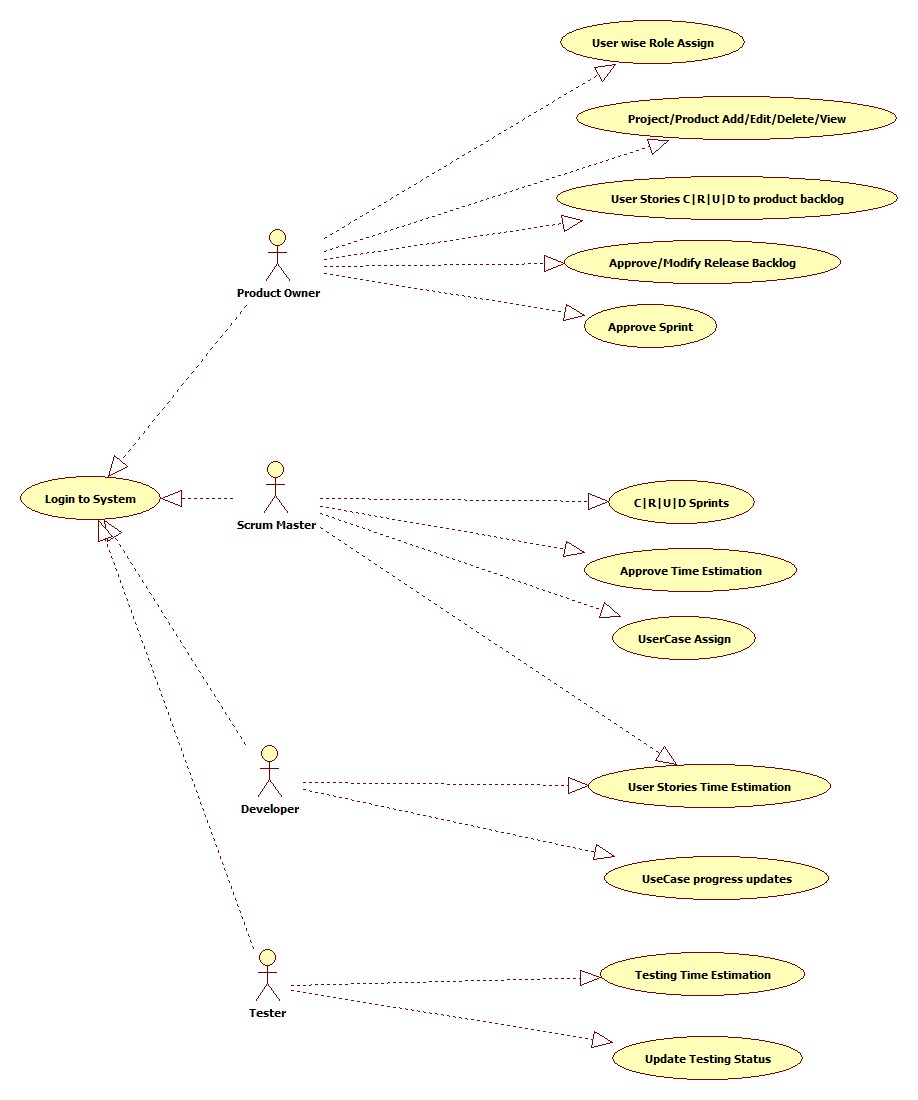 User wise Role Assign
Project/Product Add/Edit/Delete/View
User Stories C|R|U|D to product backlog
Approve/Modify Release Backlog
Product Owner
Approve Sprint
Login to System
C|R|U|D Sprints
Scrum Master
Approve Time Estimation
UserCase Assign
User Stories Time Estimation
Developer
UseCase progress updates
Testing Time Estimation
Tester
Update Testing Status